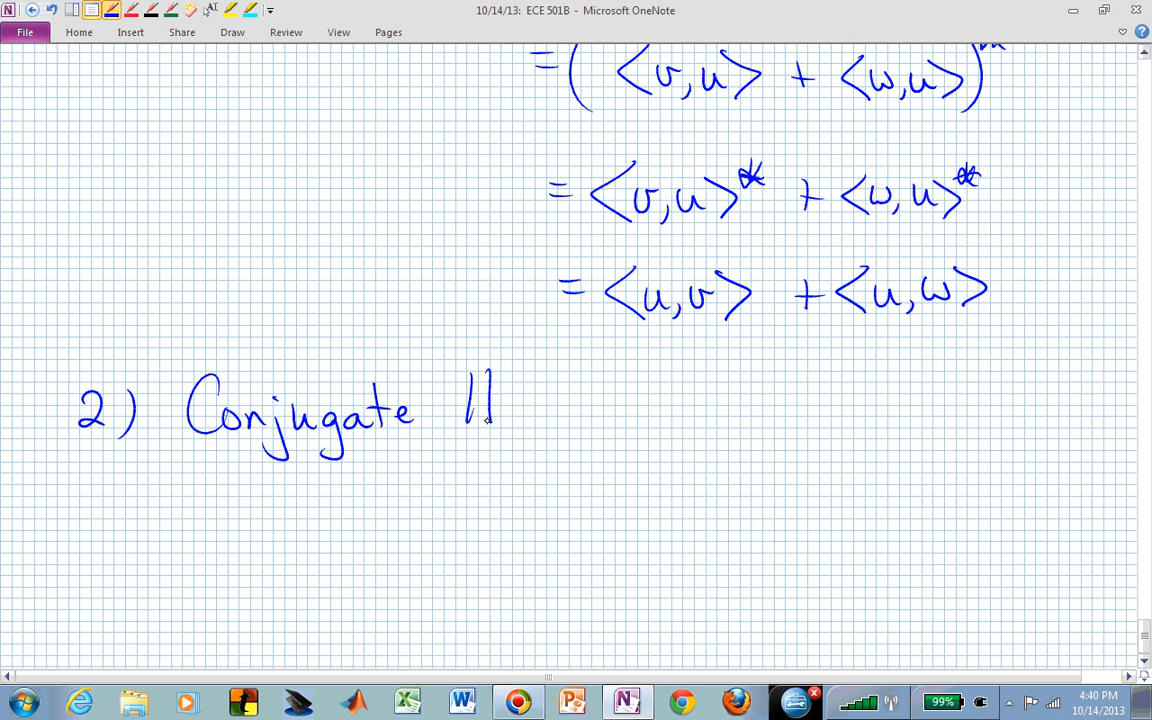 10/14/13: ECE 501B - Microsoft OneNote
File Home Insert Share Draw Review View Pages
= ( <v,u> + <w,u> )
= <v,u>* + <w,u>*
= <u,v> + <u,w>
2) Conjugate
99%
4:40 PM
10/14/2013